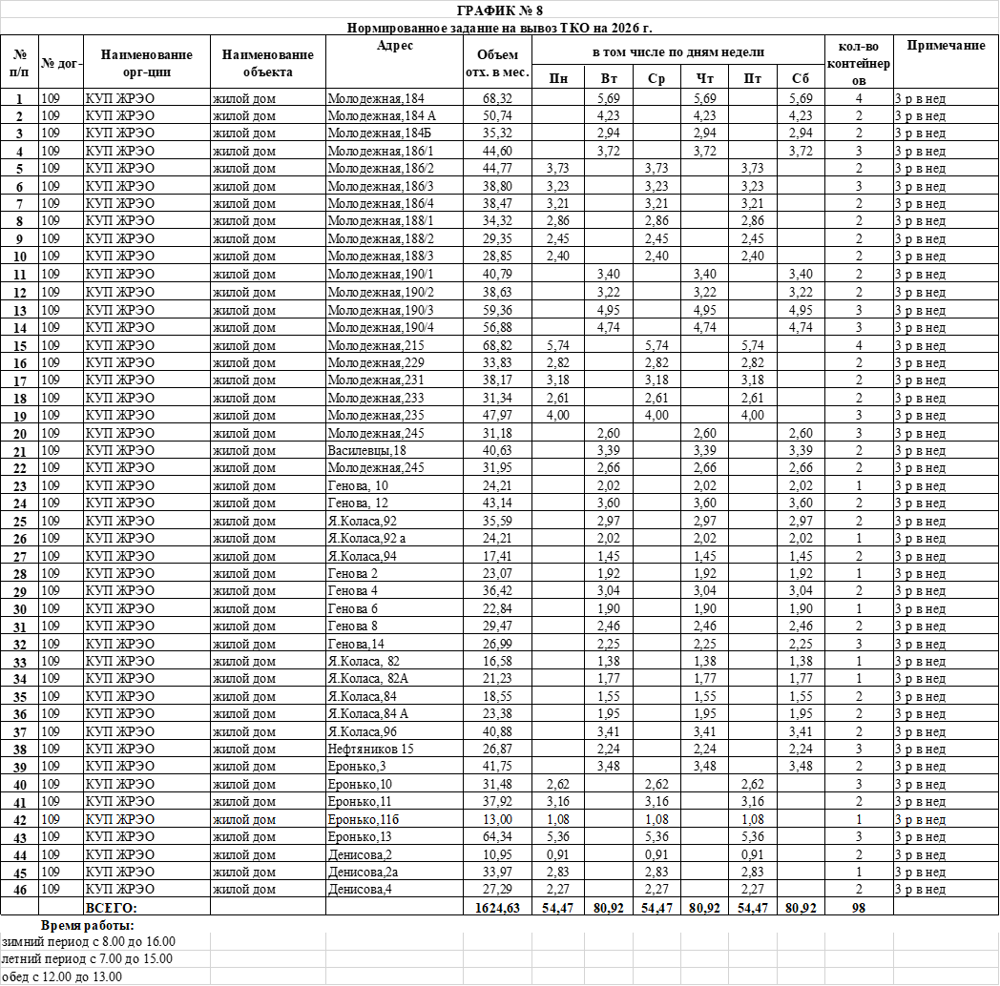 ГРАФИК № 8
Нормированное задание на вывоз ТКО на 2026 г.
№ п/п № дог- Наименование орг-ции Наименование объекта Адрес Объем отх. в мес. в том числе по дням недели кол-во контейнеров Примечание
Пн Вт Ср Чт Пт Сб
1 109 КУП ЖРЭО жилой дом Молодежная,184 68,32 5,69 5,69 5,69 4 3 р в нед
2 109 КУП ЖРЭО жилой дом Молодежная,184 А 50,74 4,23 4,23 4,23 2 3 р в нед
3 109 КУП ЖРЭО жилой дом Молодежная,184Б 35,32 2,94 2,94 2,94 2 3 р в нед
4 109 КУП ЖРЭО жилой дом Молодежная,186/1 44,60 3,72 3,72 3,72 3 3 р в нед
5 109 КУП ЖРЭО жилой дом Молодежная,186/2 44,77 3,73 3,73 3,73 2 3 р в нед
6 109 КУП ЖРЭО жилой дом Молодежная,186/3 38,80 3,23 3,23 3,23 3 3 р в нед
7 109 КУП ЖРЭО жилой дом Молодежная,186/4 38,47 3,21 3,21 3,21 2 3 р в нед
8 109 КУП ЖРЭО жилой дом Молодежная,188/1 34,32 2,86 2,86 2,86 2 3 р в нед
9 109 КУП ЖРЭО жилой дом Молодежная,188/2 29,35 2,45 2,45 2,45 2 3 р в нед
10 109 КУП ЖРЭО жилой дом Молодежная,188/3 28,85 2,40 2,40 2,40 2 3 р в нед
11 109 КУП ЖРЭО жилой дом Молодежная,190/1 40,79 3,40 3,40 3,40 2 3 р в нед
12 109 КУП ЖРЭО жилой дом Молодежная,190/2 38,63 3,22 3,22 3,22 2 3 р в нед
13 109 КУП ЖРЭО жилой дом Молодежная,190/3 59,36 4,95 4,95 4,95 3 3 р в нед
14 109 КУП ЖРЭО жилой дом Молодежная,190/4 56,88 4,74 4,74 4,74 3 3 р в нед
15 109 КУП ЖРЭО жилой дом Молодежная,215 68,82 5,74 5,74 5,74 4 3 р в нед
16 109 КУП ЖРЭО жилой дом Молодежная,229 33,83 2,82 2,82 2,82 2 3 р в нед
17 109 КУП ЖРЭО жилой дом Молодежная,231 38,17 3,18 3,18 3,18 2 3 р в нед
18 109 КУП ЖРЭО жилой дом Молодежная,233 31,34 2,61 2,61 2,61 2 3 р в нед
19 109 КУП ЖРЭО жилой дом Молодежная,235 47,97 4,00 4,00 4,00 3 3 р в нед
20 109 КУП ЖРЭО жилой дом Молодежная,245 31,18 2,60 2,60 2,60 3 3 р в нед
21 109 КУП ЖРЭО жилой дом Василевцы,18 40,63 3,39 3,39 3,39 2 3 р в нед
22 109 КУП ЖРЭО жилой дом Молодежная,245 31,95 2,66 2,66 2,66 2 3 р в нед
23 109 КУП ЖРЭО жилой дом Генова, 10 24,21 2,02 2,02 2,02 1 3 р в нед
24 109 КУП ЖРЭО жилой дом Генова, 12 43,14 3,60 3,60 3,60 2 3 р в нед
25 109 КУП ЖРЭО жилой дом Я.Коласа,92 35,59 2,97 2,97 2,97 2 3 р в нед
26 109 КУП ЖРЭО жилой дом Я.Коласа,92 а 24,21 2,02 2,02 2,02 1 3 р в нед
27 109 КУП ЖРЭО жилой дом Я.Коласа,94 17,41 1,45 1,45 1,45 2 3 р в нед
28 109 КУП ЖРЭО жилой дом Генова 2 23,07 1,92 1,92 1,92 1 3 р в нед
29 109 КУП ЖРЭО жилой дом Генова 4 36,42 3,04 3,04 3,04 2 3 р в нед
30 109 КУП ЖРЭО жилой дом Генова 6 22,84 1,90 1,90 1,90 1 3 р в нед
31 109 КУП ЖРЭО жилой дом Генова 8 29,47 2,46 2,46 2,46 2 3 р в нед
32 109 КУП ЖРЭО жилой дом Генова,14 26,99 2,25 2,25 2,25 3 3 р в нед
33 109 КУП ЖРЭО жилой дом Я.Коласа, 82 16,58 1,38 1,38 1,38 1 3 р в нед
34 109 КУП ЖРЭО жилой дом Я.Коласа, 82А 21,23 1,77 1,77 1,77 1 3 р в нед
35 109 КУП ЖРЭО жилой дом Я.Коласа,84 18,55 1,55 1,55 1,55 2 3 р в нед
36 109 КУП ЖРЭО жилой дом Я.Коласа,84 А 23,38 1,95 1,95 1,95 2 3 р в нед
37 109 КУП ЖРЭО жилой дом Я.Коласа,96 40,88 3,41 3,41 3,41 2 3 р в нед
38 109 КУП ЖРЭО жилой дом Нефтяников 15 26,87 2,24 2,24 2,24 3 3 р в нед
39 109 КУП ЖРЭО жилой дом Еронько,3 41,75 3,48 3,48 3,48 2 3 р в нед
40 109 КУП ЖРЭО жилой дом Еронько,10 31,48 2,62 2,62 2,62 3 3 р в нед
41 109 КУП ЖРЭО жилой дом Еронько,11 37,92 3,16 3,16 3,16 2 3 р в нед
42 109 КУП ЖРЭО жилой дом Еронько,11б 13,00 1,08 1,08 1,08 1 3 р в нед
43 109 КУП ЖРЭО жилой дом Еронько,13 64,34 5,36 5,36 5,36 3 3 р в нед
44 109 КУП ЖРЭО жилой дом Денисова,2 10,95 0,91 0,91 0,91 2 3 р в нед
45 109 КУП ЖРЭО жилой дом Денисова,2а 33,97 2,83 2,83 2,83 1 3 р в нед
46 109 КУП ЖРЭО жилой дом Денисова,4 27,29 2,27 2,27 2,27 2 3 р в нед
ВСЕГО: 1624,63 54,47 80,92 54,47 80,92 54,47 80,92 98
Время работы:
зимний период с 8.00 до 16.00
летний период с 7.00 до 15.00
обед с 12.00 до 13.00